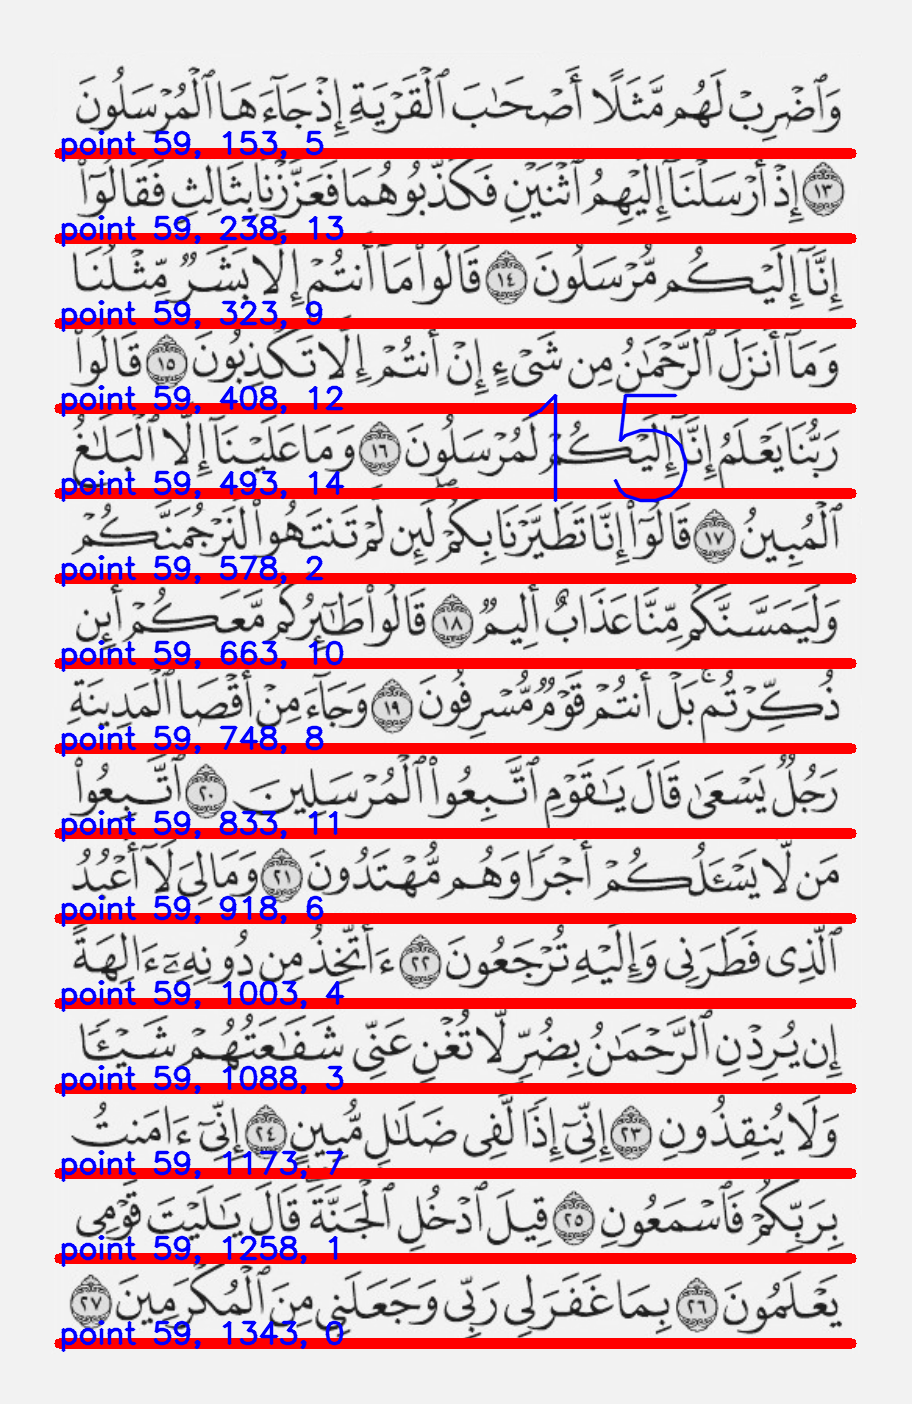 وَٱضْرِبْ لَهُم مَّثَلًا أَصْحَـٰبَ ٱلْقَرْيَةِ إِذْ جَآءَهَا ٱلْمُرْسَلُونَ
point 59, 153, 5
١٣ إِذْ أَرْسَلْنَآ إِلَيْهِمُ ٱثْنَيْنِ فَكَذَّبُوهُمَا فَعَزَّزْنَا بِثَالِثٍ فَقَالُوٓا۟
point 59, 238, 13
إِنَّآ إِلَيْكُم مُّرْسَلُونَ ١٤ قَالُوا۟ مَآ أَنتُمْ إِلَّا بَشَرٌ مِّثْلُنَا
point 59, 323, 9
وَمَآ أَنزَلَ ٱلرَّحْمَـٰنُ مِن شَىْءٍ إِنْ أَنتُمْ إِلَّا تَكْذِبُونَ ١٥ قَالُوا۟
point 59, 408, 12
15
رَبُّنَا يَعْلَمُ إِنَّآ إِلَيْكُمْ لَمُرْسَلُونَ ١٦ وَمَا عَلَيْنَآ إِلَّا ٱلْبَلَـٰغُ
point 59, 493, 14
ٱلْمُبِينُ ١٧ قَالُوٓا۟ إِنَّا تَطَيَّرْنَا بِكُمْ لَئِن لَّمْ تَنتَهُوا۟ لَنَرْجُمَنَّكُمْ
point 59, 578, 2
وَلَيَمَسَّنَّكُم مِّنَّا عَذَابٌ أَلِيمٌ ١٨ قَالُوا۟ طَـٰٓئِرُكُم مَّعَكُمْ أَئِن
point 59, 663, 10
ذُكِّرْتُم ۚ بَلْ أَنتُمْ قَوْمٌ مُّسْرِفُونَ ١٩ وَجَآءَ مِنْ أَقْصَا ٱلْمَدِينَةِ
point 59, 748, 8
رَجُلٌ يَسْعَىٰ قَالَ يَـٰقَوْمِ ٱتَّبِعُوا۟ ٱلْمُرْسَلِينَ ٢٠ ٱتَّبِعُوا۟
point 59, 833, 11
مَن لَّا يَسْـَٔلُكُمْ أَجْرًا وَهُم مُّهْتَدُونَ ٢١ وَمَا لِىَ لَآ أَعْبُدُ
point 59, 918, 6
ٱلَّذِى فَطَرَنِى وَإِلَيْهِ تُرْجَعُونَ ٢٢ ءَأَتَّخِذُ مِن دُونِهِۦٓ ءَالِهَةً
point 59, 1003, 4
إِن يُرِدْنِ ٱلرَّحْمَـٰنُ بِضُرٍّ لَّا تُغْنِ عَنِّى شَفَـٰعَتُهُمْ شَيْـًٔا
point 59, 1088, 3
وَلَا يُنقِذُونِ ٢٣ إِنِّىٓ إِذًا لَّفِى ضَلَـٰلٍ مُّبِينٍ ٢٤ إِنِّىٓ ءَامَنتُ
point 59, 1173, 7
بِرَبِّكُمْ فَٱسْمَعُونِ ٢٥ قِيلَ ٱدْخُلِ ٱلْجَنَّةَ قَالَ يَـٰلَيْتَ قَوْمِى
point 59, 1258, 1
يَعْلَمُونَ ٢٦ بِمَا غَفَرَ لِى رَبِّى وَجَعَلَنِى مِنَ ٱلْمُكْرَمِينَ ٢٧
point 59, 1343, 0